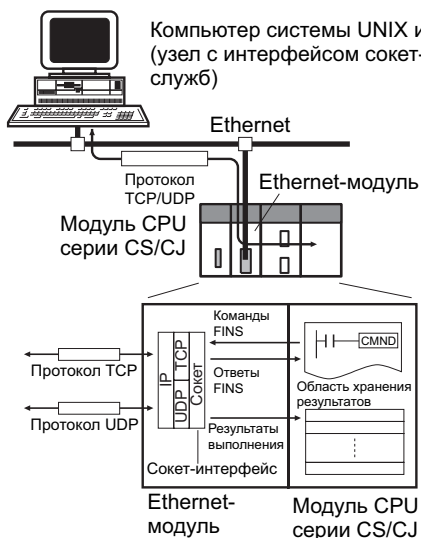 Компьютер системы UNIX и
(узел с интерфейсом сокет-
служб)
Ethernet
Протокол
TCP/UDP
Ethernet-модуль
Модуль CPU
серии CS/CJ
Команды
FINS
CMND
Протокол TCP
IP
UDP TCP
Сокет
Ответы
FINS
Область хранения
результатов
Протокол UDP
Результаты
выполнения
Сокет-интерфейс
Ethernet-
модуль
Модуль CPU
серии CS/CJ